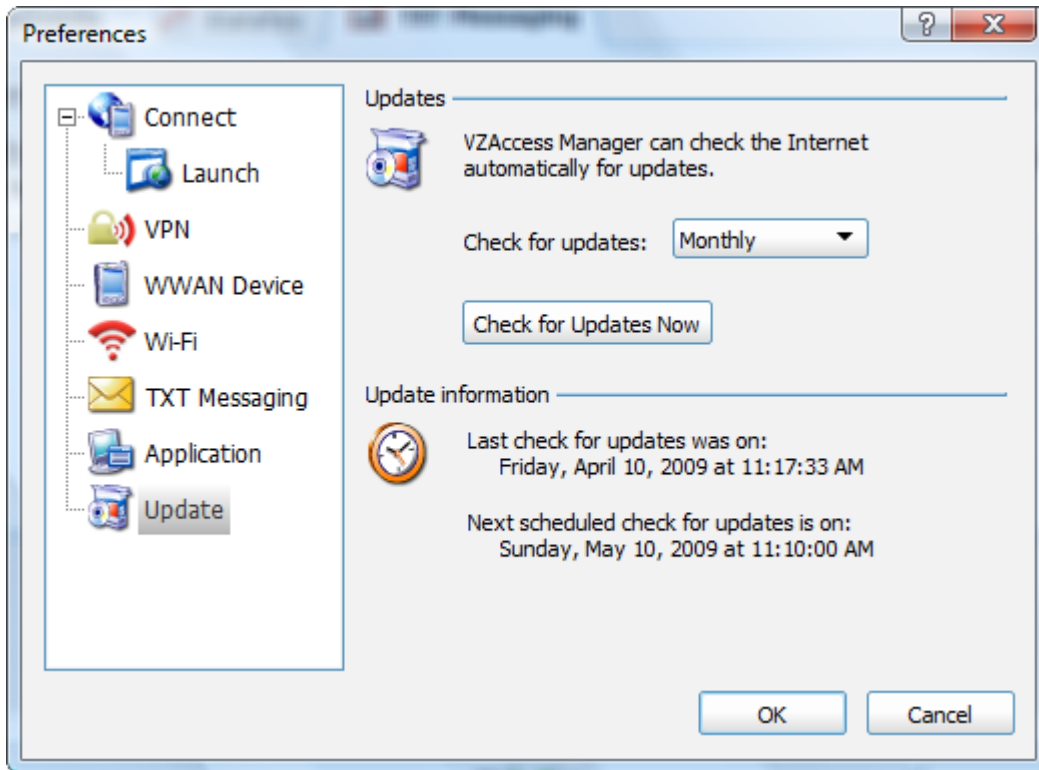 TXT Messaging
Preferences
Connect
Launch
VPN
WWAN Device
Wi-Fi
TXT Messaging
Application
Update
Updates
VZAccess Manager can check the Internet
automatically for updates.
Check for updates: Monthly
Check for Updates Now
Update information
Last check for updates was on:
Friday, April 10, 2009 at 11:17:33 AM
Next scheduled check for updates is on:
Sunday, May 10, 2009 at 11:10:00 AM
OK
Cancel